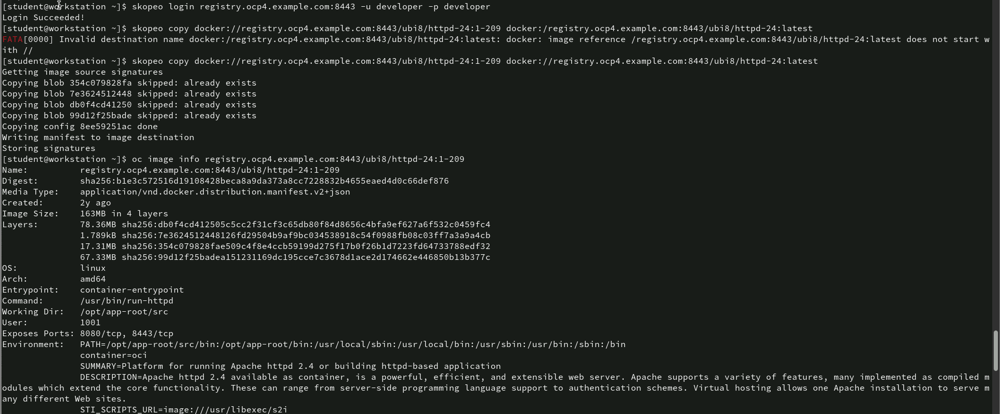 [student@workstation ~]$ skopeo login registry.ocp4.example.com:8443 -u developer -p developer
Login Succeeded!
[student@workstation ~]$ skopeo copy docker://registry.ocp4.example.com:8443/ubi8/httpd-24:1-209 docker:/registry.ocp4.example.com:8443/ubi8/httpd-24:latest
FATA[0000] Invalid destination name docker:/registry.ocp4.example.com:8443/ubi8/httpd-24:latest: docker: image reference /registry.ocp4.example.com:8443/ubi8/httpd-24:latest does not start w
ith //
[student@workstation ~]$ skopeo copy docker://registry.ocp4.example.com:8443/ubi8/httpd-24:1-209 docker://registry.ocp4.example.com:8443/ubi8/httpd-24:latest
Getting image source signatures
Copying blob 354c079828fa skipped: already exists
Copying blob 7e3624512448 skipped: already exists
Copying blob db0f4cd41250 skipped: already exists
Copying blob 99d12f25bade skipped: already exists
Copying config 8ee59251ac done
Writing manifest to image destination
Storing signatures
[student@workstation ~]$ oc image info registry.ocp4.example.com:8443/ubi8/httpd-24:1-209
Name:          registry.ocp4.example.com:8443/ubi8/httpd-24:1-209
Digest:        sha256:b1e3c572516d19108428beca8a9da373a8cc7228832b4655eaed4d0c66def876
Media Type:    application/vnd.docker.distribution.manifest.v2+json
Created:       2y ago
Image Size:    163MB in 4 layers
Layers:        78.36MB sha256:db0f4cd412505c5cc2f31cf3c65db80f84d8656c4bfa9ef627a6f532c0459fc4
               1.789kB sha256:7e3624512448126fd29504b9af9bc034538918c54f0988fb08c03ff7a3a9a4cb
               17.31MB sha256:354c079828fae509c4f8e4ccb59199d275f17b0f26b1d7223fd64733788edf32
               67.33MB sha256:99d12f25badea151231169dc195cce7c3678d1ace2d174662e446850b13b377c
OS:            linux
Arch:          amd64
Entrypoint:    container-entrypoint
Command:       /usr/bin/run-httpd
Working Dir:   /opt/app-root/src
User:          1001
Exposes Ports: 8080/tcp, 8443/tcp
Environment:   PATH=/opt/app-root/src/bin:/opt/app-root/bin:/usr/local/sbin:/usr/local/bin:/usr/sbin:/usr/bin:/sbin:/bin
               container=oci
               SUMMARY=Platform for running Apache httpd 2.4 or building httpd-based application
               DESCRIPTION=Apache httpd 2.4 available as container, is a powerful, efficient, and extensible web server. Apache supports a variety of features, many implemented as compiled m
odules which extend the core functionality. These can range from server-side programming language support to authentication schemes. Virtual hosting allows one Apache installation to serve m
any different Web sites.
               STI_SCRIPTS_URL=image:///usr/libexec/s2i